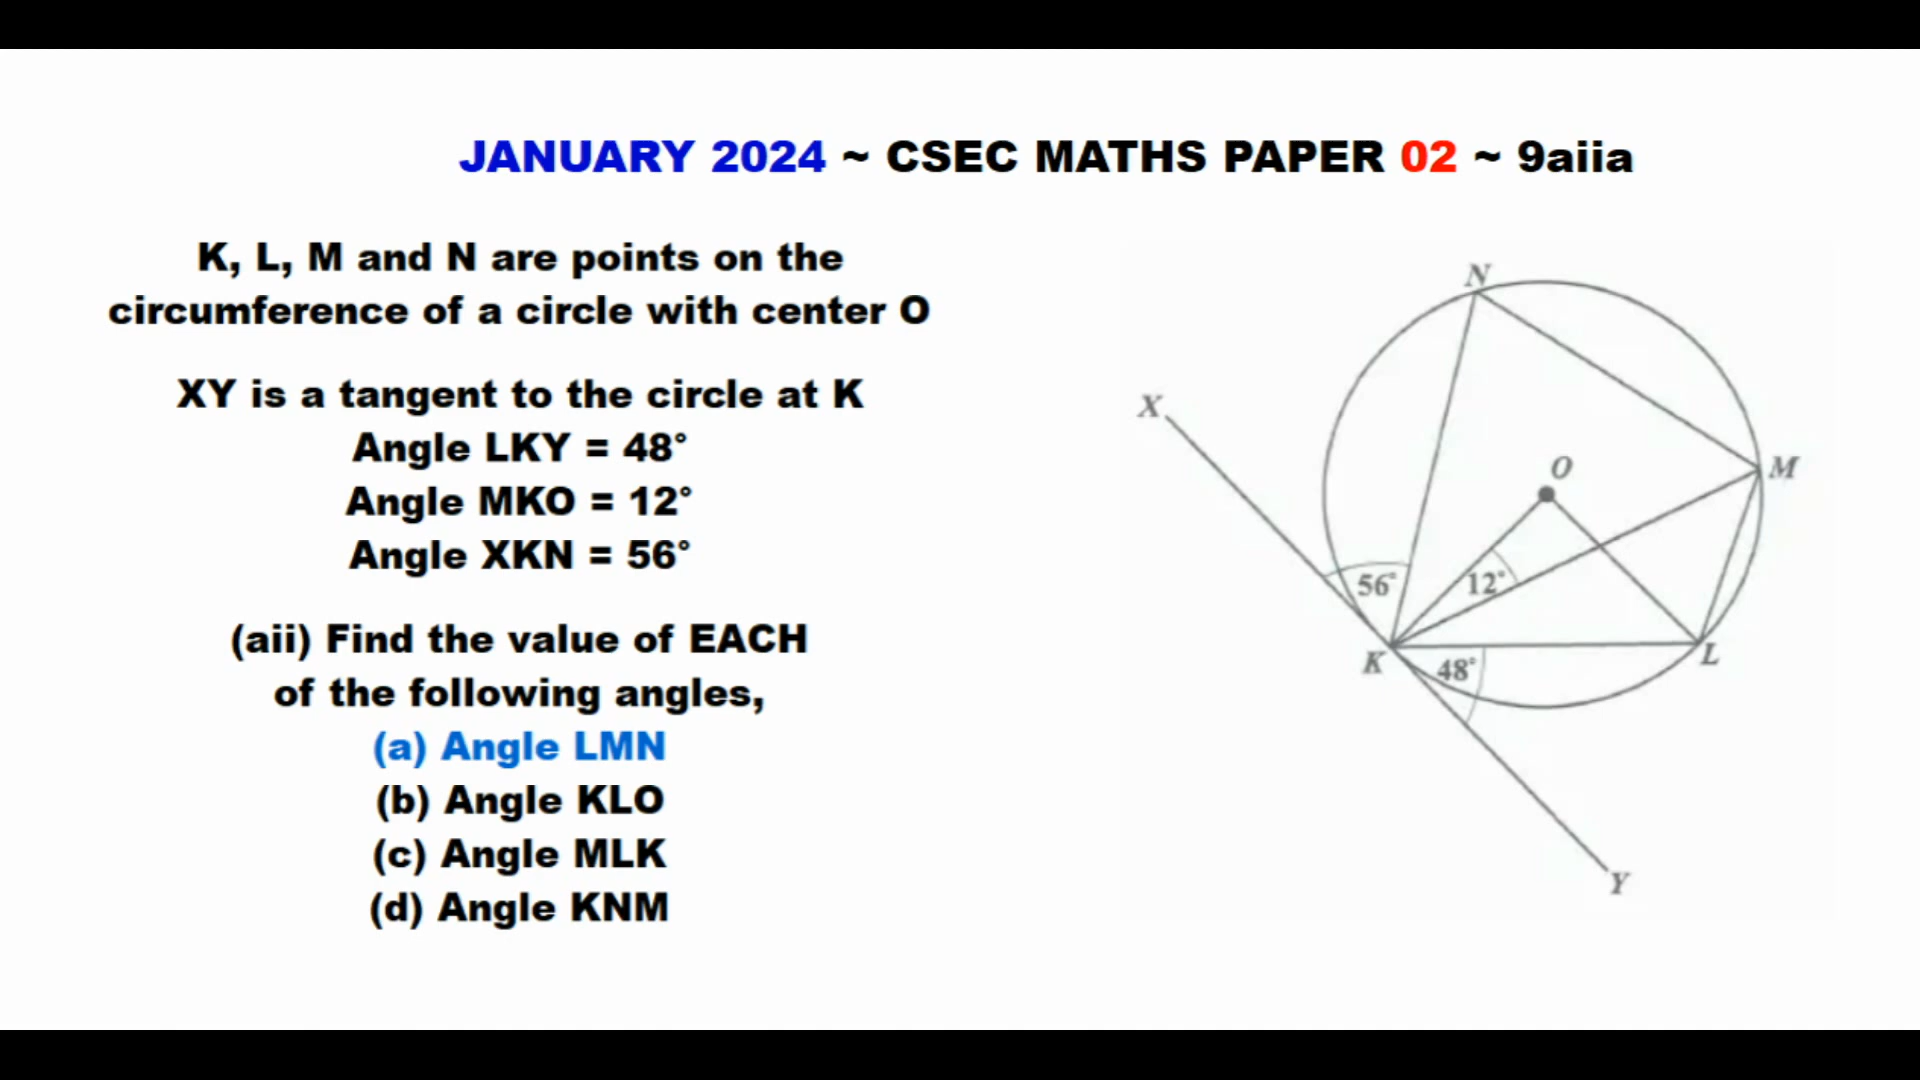 JANUARY 2024 ~ CSEC MATHS PAPER 02 ~ 9aiia
K, L, M and N are points on the
circumference of a circle with center O
XY is a tangent to the circle at K
Angle LKY = 48°
Angle MKO = 12°
Angle XKN = 56°
(aii) Find the value of EACH
of the following angles,
(a) Angle LMN
(b) Angle KLO
(c) Angle MLK
(d) Angle KNM
N
X
O
M
56°
12°
K
48°
L
Y